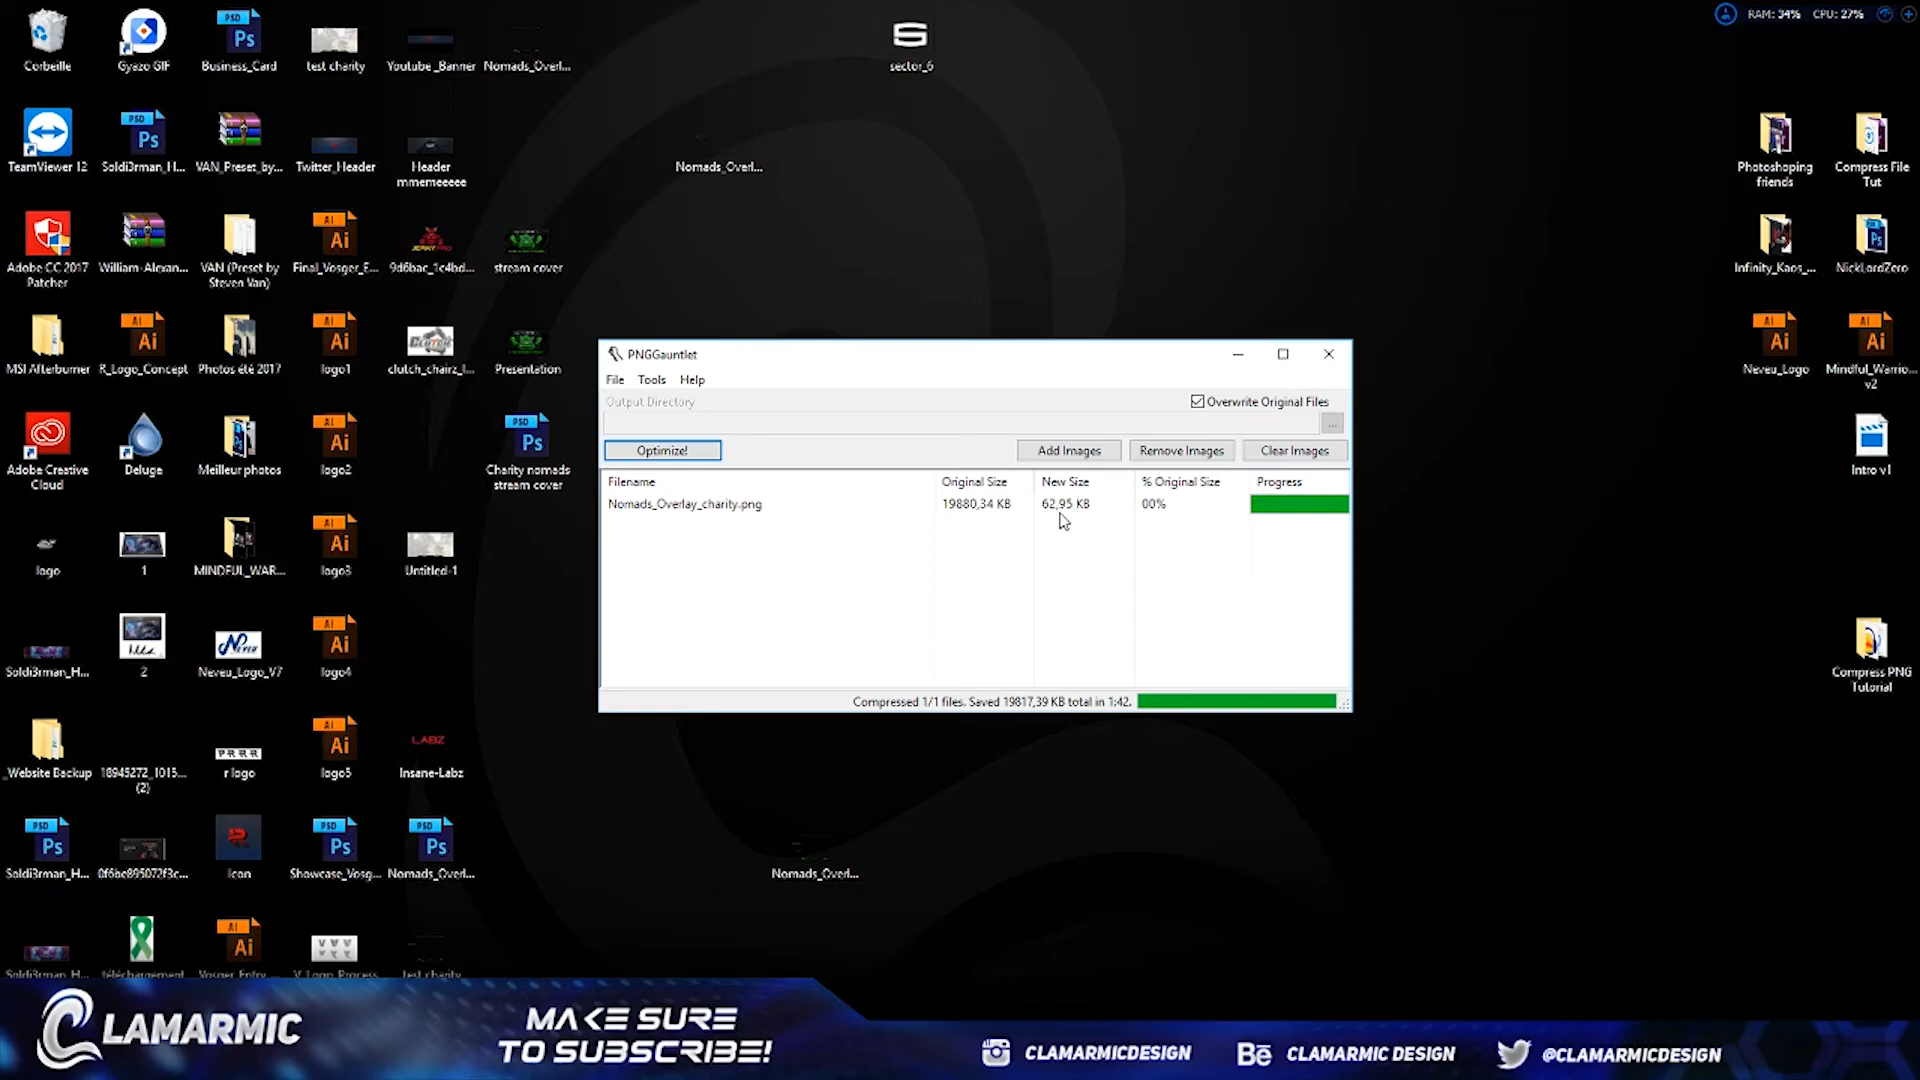 RAM: 34% CPU: 27%
Corbeille
Gyazo GIF
Business_Card
test charity
Youtube_Banner
Nomads_Overl...
sector_6
TeamViewer 12
Soldi3rman_H...
VAN_Preset_by...
Twitter_Header
Header
mmemeeeee
Nomads_Overl...
Photoshoping
friends
Compress File
Tut
Adobe CC 2017
Patcher
William-Alexan...
VAN (Preset by
Steven Van)
Final_Vosger_E...
9d6bac_1c4bd...
stream cover
Infinity_Kaos_...
NickLordZero
MSI Afterburner
R_Logo_Concept
Photos été 2017
logo1
clutch_chairz_l...
Presentation
Neveu_Logo
Mindful_Warrio...
v2
Adobe Creative
Cloud
Deluge
Meilleur photos
logo2
Charity nomads
stream cover
Intro v1
logo
1
MINDFUL_WAR...
logo3
Untitled-1
Soldi3rman_H...
2
Neveu_Logo_V7
logo4
Compress PNG
Tutorial
_Website Backup
18945272_1015...
(2)
r logo
logo5
Insane-Labz
Soldi3rman_H...
0f6be895072f3c...
Icon
Showcase_Vosg...
Nomads_Overl...
Nomads_Overl...
Soldi3rman_H...
téléchargement
Vosger_Entry_...
V_Logo_Process
test charity
PNGGauntlet
File Tools Help
Output Directory
Overwrite Original Files
...
Optimize!
Add Images
Remove Images
Clear Images
Filename Original Size New Size % Original Size Progress
Nomads_Overlay_charity.png 19880,34 KB 62,95 KB 00%
Compressed 1/1 files. Saved 19817,39 KB total in 1:42.
CLAMARMIC
MAKE SURE
TO SUBSCRIBE!
CLAMARMICDESIGN
Bē CLAMARMIC DESIGN
@CLAMARMICDESIGN